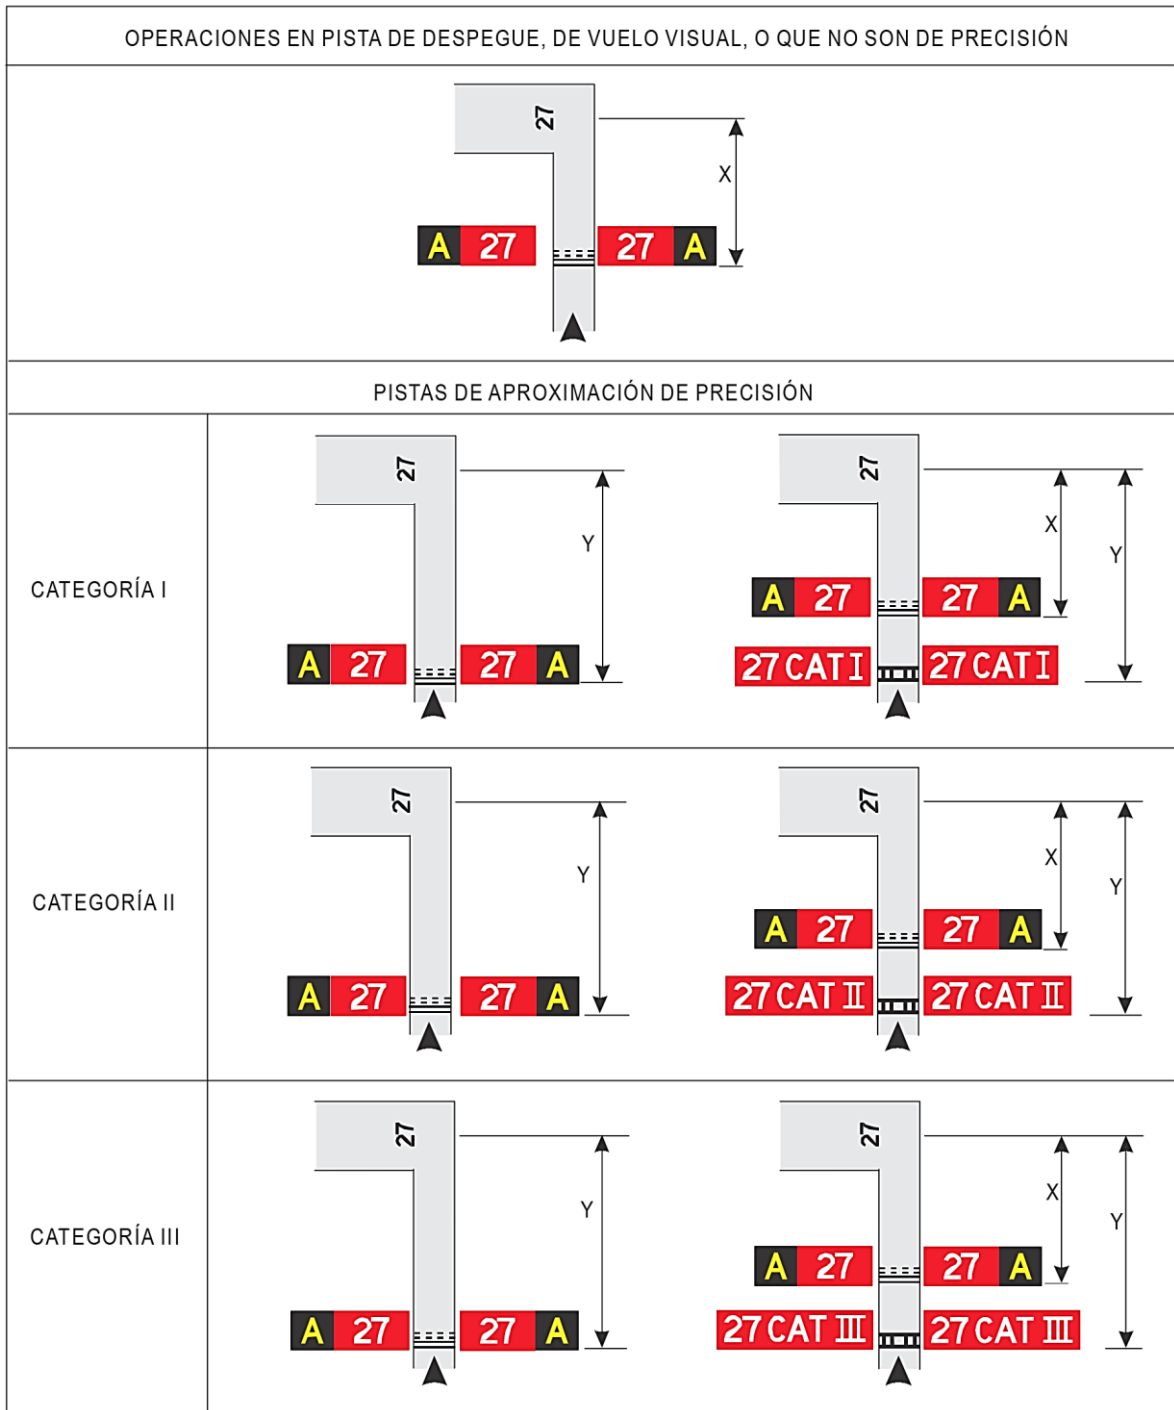 OPERACIONES EN PISTA DE DESPEGUE, DE VUELO VISUAL, O QUE NO SON DE PRECISIÓN
27
X
A 27 27 A
PISTAS DE APROXIMACIÓN DE PRECISIÓN
CATEGORÍA I
27
Y
A 27 27 A
27
X
Y
A 27 27 A
27 CAT I 27 CAT I
CATEGORÍA II
27
Y
A 27 27 A
27
X
Y
A 27 27 A
27 CAT II 27 CAT II
CATEGORÍA III
27
Y
A 27 27 A
27
X
Y
A 27 27 A
27 CAT III 27 CAT III